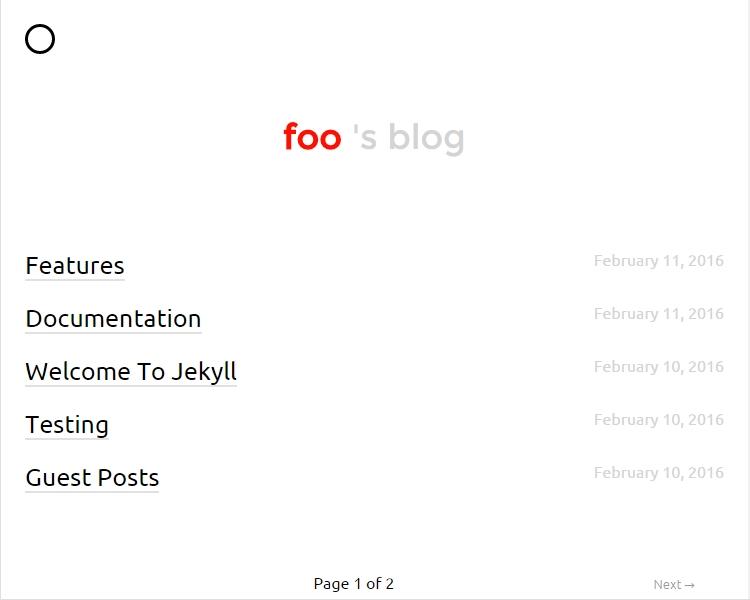 foo 's blog
Features February 11, 2016
Documentation February 11, 2016
Welcome To Jekyll February 10, 2016
Testing February 10, 2016
Guest Posts February 10, 2016
Page 1 of 2 Next →